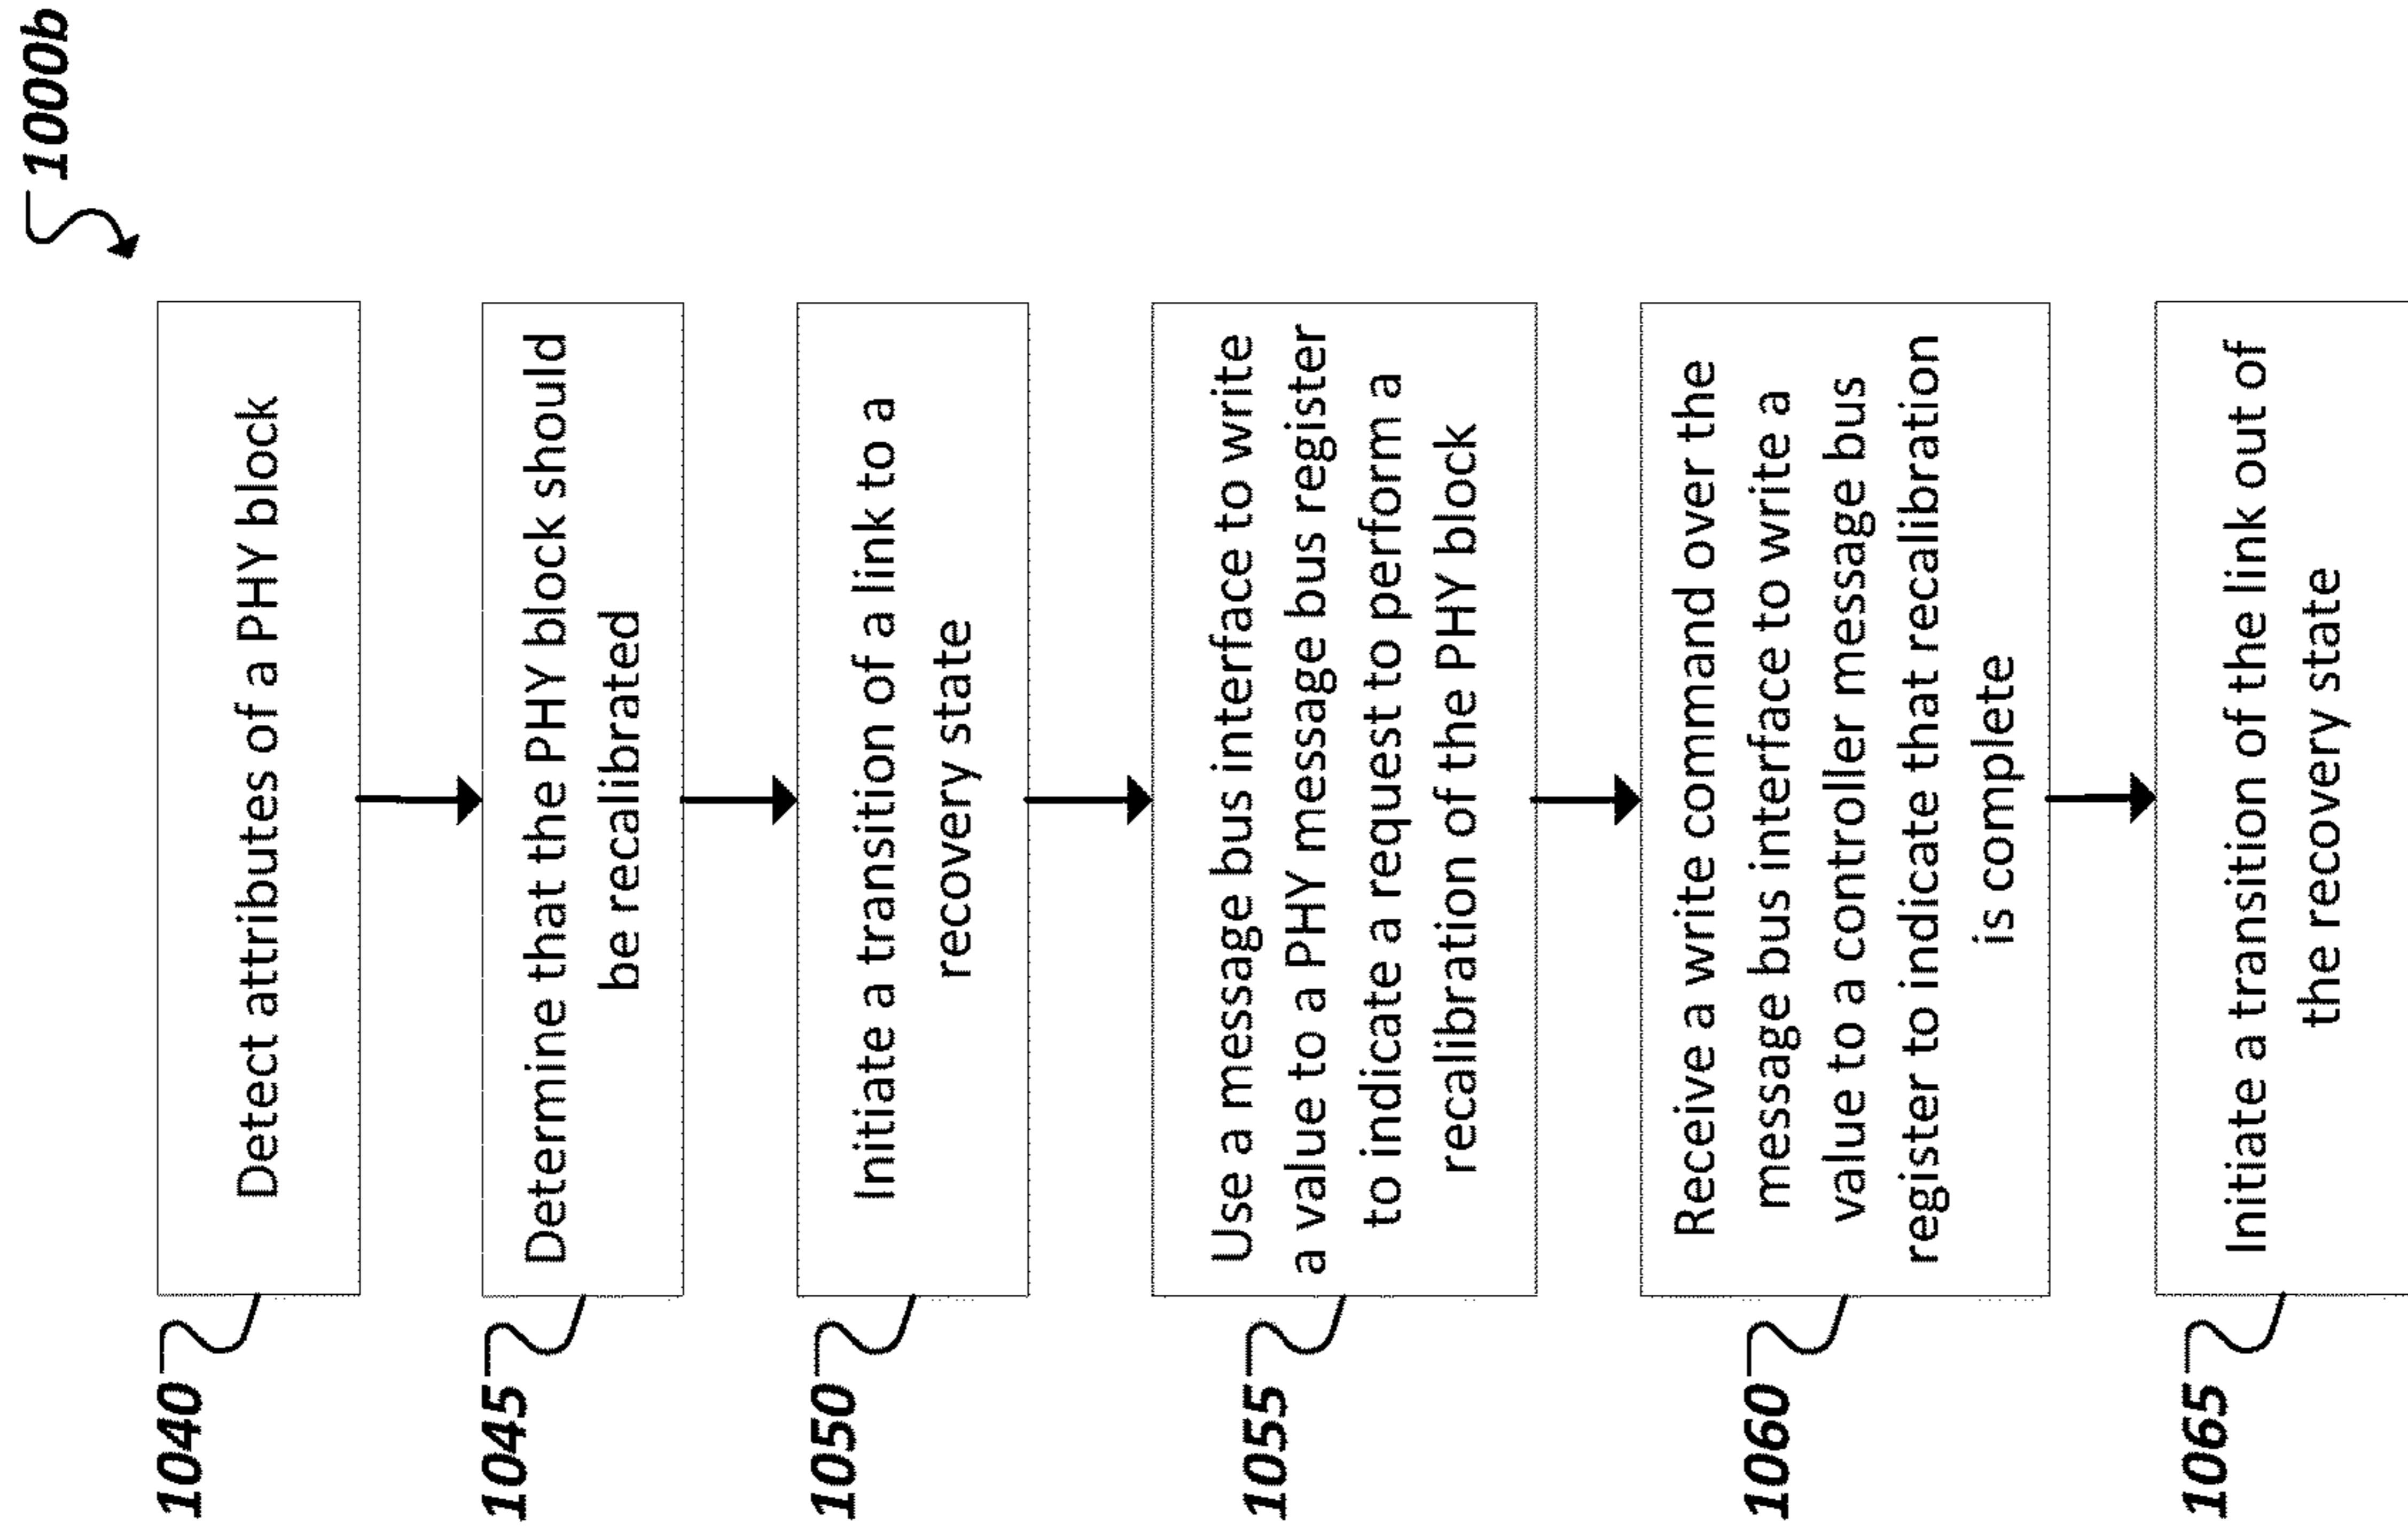 1000b
1040
Detect attributes of a PHY block
1045
Determine that the PHY block should
be recalibrated
1050
Initiate a transition of a link to a
recovery state
1055
Use a message bus interface to write
a value to a PHY message bus register
to indicate a request to perform a
recalibration of the PHY block
1060
Receive a write command over the
message bus interface to write a
value to a controller message bus
register to indicate that recalibration
is complete
1065
Initiate a transition of the link out of
the recovery state